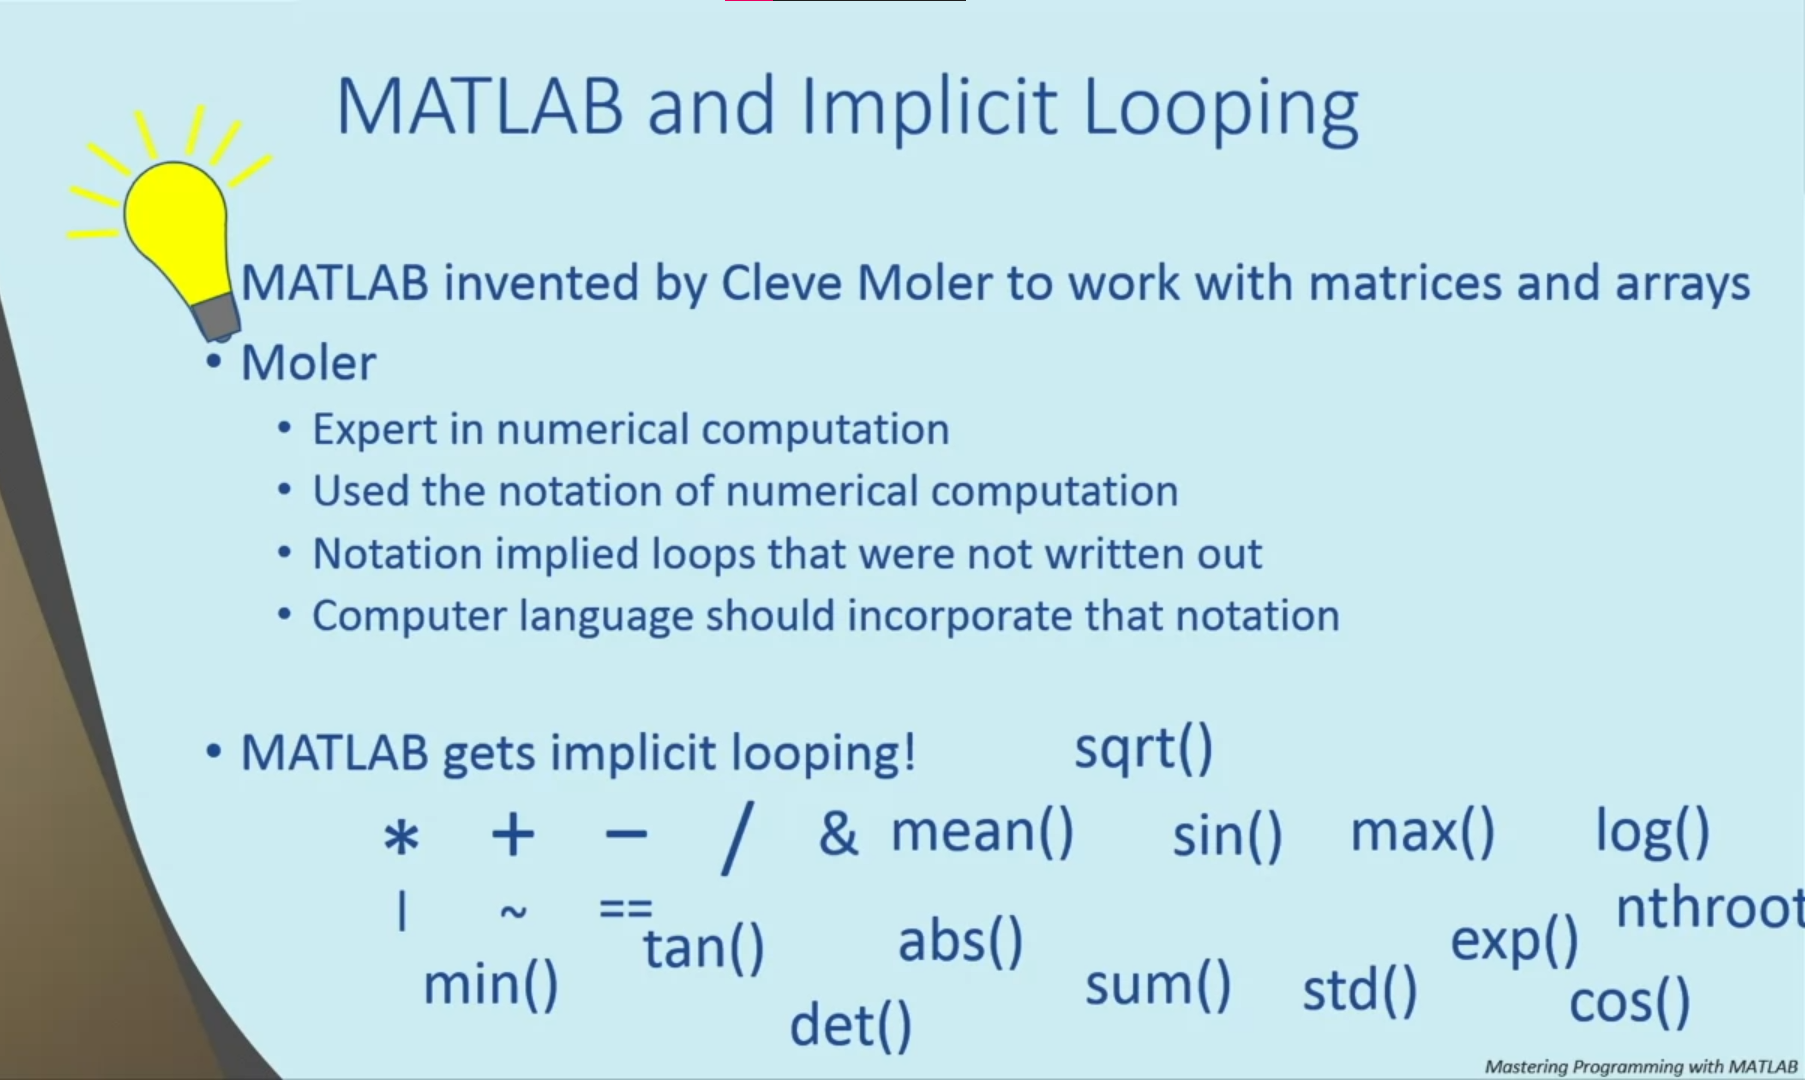 MATLAB and Implicit Looping
MATLAB invented by Cleve Moler to work with matrices and arrays
• Moler
• Expert in numerical computation
• Used the notation of numerical computation
• Notation implied loops that were not written out
• Computer language should incorporate that notation
• MATLAB gets implicit looping!
sqrt()
* + − / & mean() sin() max() log()
| ~ == nthroot
tan() abs() exp()
min() sum() std() cos()
det()
Mastering Programming with MATLAB